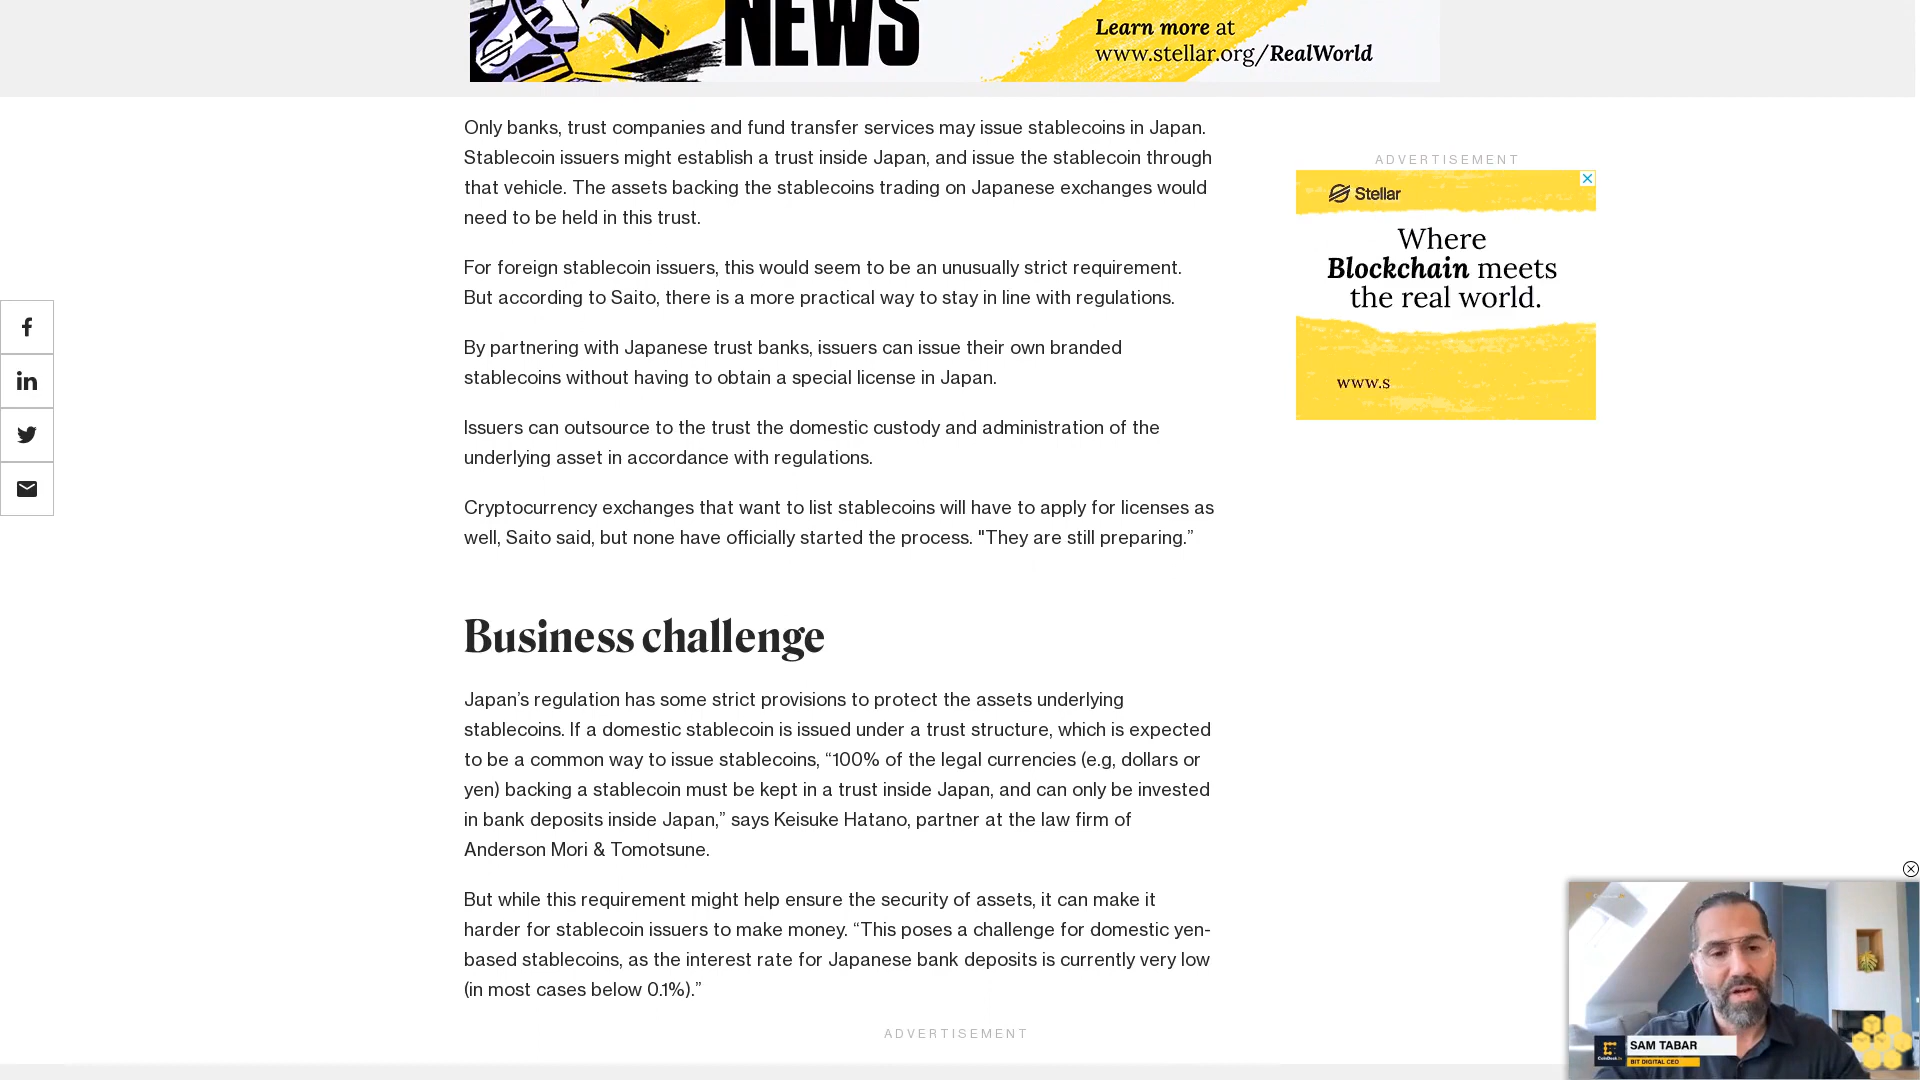 NEWS
Learn more at
www.stellar.org/RealWorld
Only banks, trust companies and fund transfer services may issue stablecoins in Japan.
Stablecoin issuers might establish a trust inside Japan, and issue the stablecoin through
that vehicle. The assets backing the stablecoins trading on Japanese exchanges would
need to be held in this trust.
ADVERTISEMENT
Stellar
Where
Blockchain meets
the real world.
www.s
For foreign stablecoin issuers, this would seem to be an unusually strict requirement.
But according to Saito, there is a more practical way to stay in line with regulations.
By partnering with Japanese trust banks, issuers can issue their own branded
stablecoins without having to obtain a special license in Japan.
Issuers can outsource to the trust the domestic custody and administration of the
underlying asset in accordance with regulations.
Cryptocurrency exchanges that want to list stablecoins will have to apply for licenses as
well, Saito said, but none have officially started the process. "They are still preparing.”
Business challenge
Japan’s regulation has some strict provisions to protect the assets underlying
stablecoins. If a domestic stablecoin is issued under a trust structure, which is expected
to be a common way to issue stablecoins, “100% of the legal currencies (e.g, dollars or
yen) backing a stablecoin must be kept in a trust inside Japan, and can only be invested
in bank deposits inside Japan,” says Keisuke Hatano, partner at the law firm of
Anderson Mori & Tomotsune.
But while this requirement might help ensure the security of assets, it can make it
harder for stablecoin issuers to make money. “This poses a challenge for domestic yen-
based stablecoins, as the interest rate for Japanese bank deposits is currently very low
(in most cases below 0.1%).”
ADVERTISEMENT
SAM TABAR
BIT DIGITAL CEO